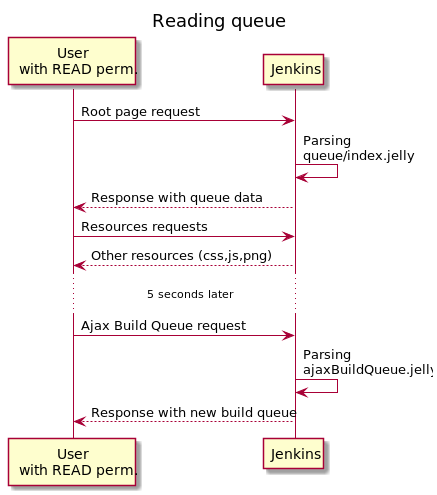 Reading queue
User
with READ perm.
Jenkins
Root page request
Parsing
queue/index.jelly
Response with queue data
Resources requests
Other resources (css,js,png)
5 seconds later
Ajax Build Queue request
Parsing
ajaxBuildQueue.jelly
Response with new build queue
User
with READ perm.
Jenkins